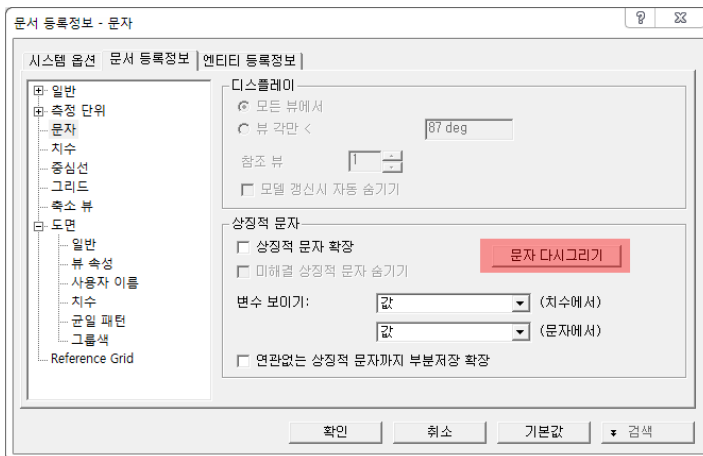 문서 등록정보 - 문자
시스템 옵션 문서 등록정보 엔티티 등록정보
일반
측정 단위
문자
치수
중심선
그리드
축소 뷰
도면
일반
뷰 속성
사용자 이름
치수
균일 패턴
그룹색
Reference Grid
디스플레이
모든 뷰에서
뷰 각만 < 87 deg
참조 뷰 1
모델 갱신시 자동 숨기기
상징적 문자
상징적 문자 확장
문자 다시그리기
미해결 상징적 문자 숨기기
변수 보이기: 값 (치수에서)
값 (문자에서)
연관없는 상징적 문자까지 부분저장 확장
확인 취소 기본값 검색